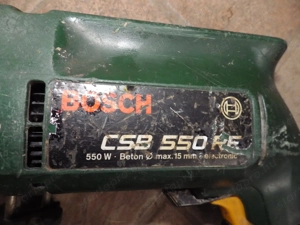 BOSCH
CSB 550 RE
550 W · Beton Ø max. 15 mm · electronic